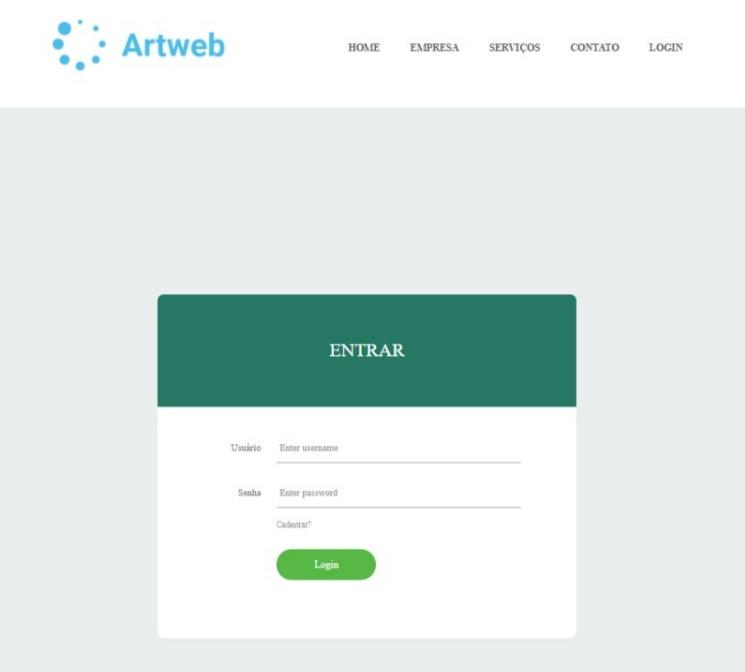 Artweb
HOME EMPRESA SERVIÇOS CONTATO LOGIN
ENTRAR
Usuário Enter username
Senha Enter password
Cadastrar?
Login